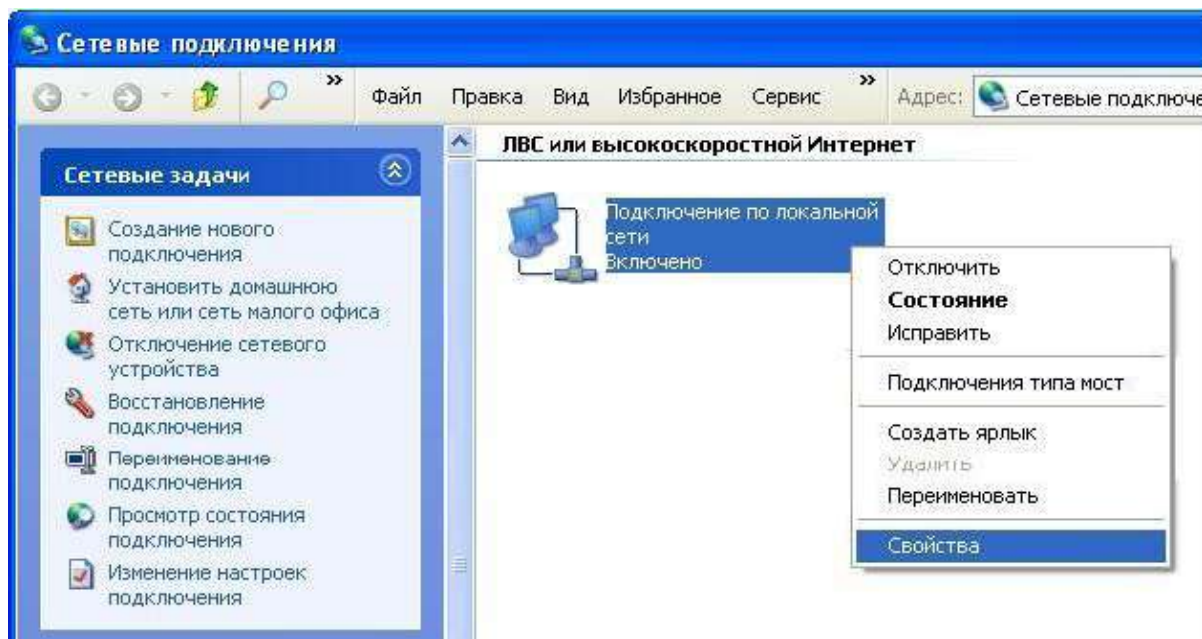 Сетевые подключения
» Файл Правка Вид Избранное Сервис » Адрес: Сетевые подключе
ЛВС или высокоскоростной Интернет
Сетевые задачи
Создание нового
подключения
Установить домашнюю
сеть или сеть малого офиса
Отключение сетевого
устройства
Восстановление
подключения
Переименование
подключения
Просмотр состояния
подключения
Изменение настроек
подключения
Подключение по локальной
сети
Включено
Отключить
Состояние
Исправить
Подключения типа мост
Создать ярлык
Удалить
Переименовать
Свойства